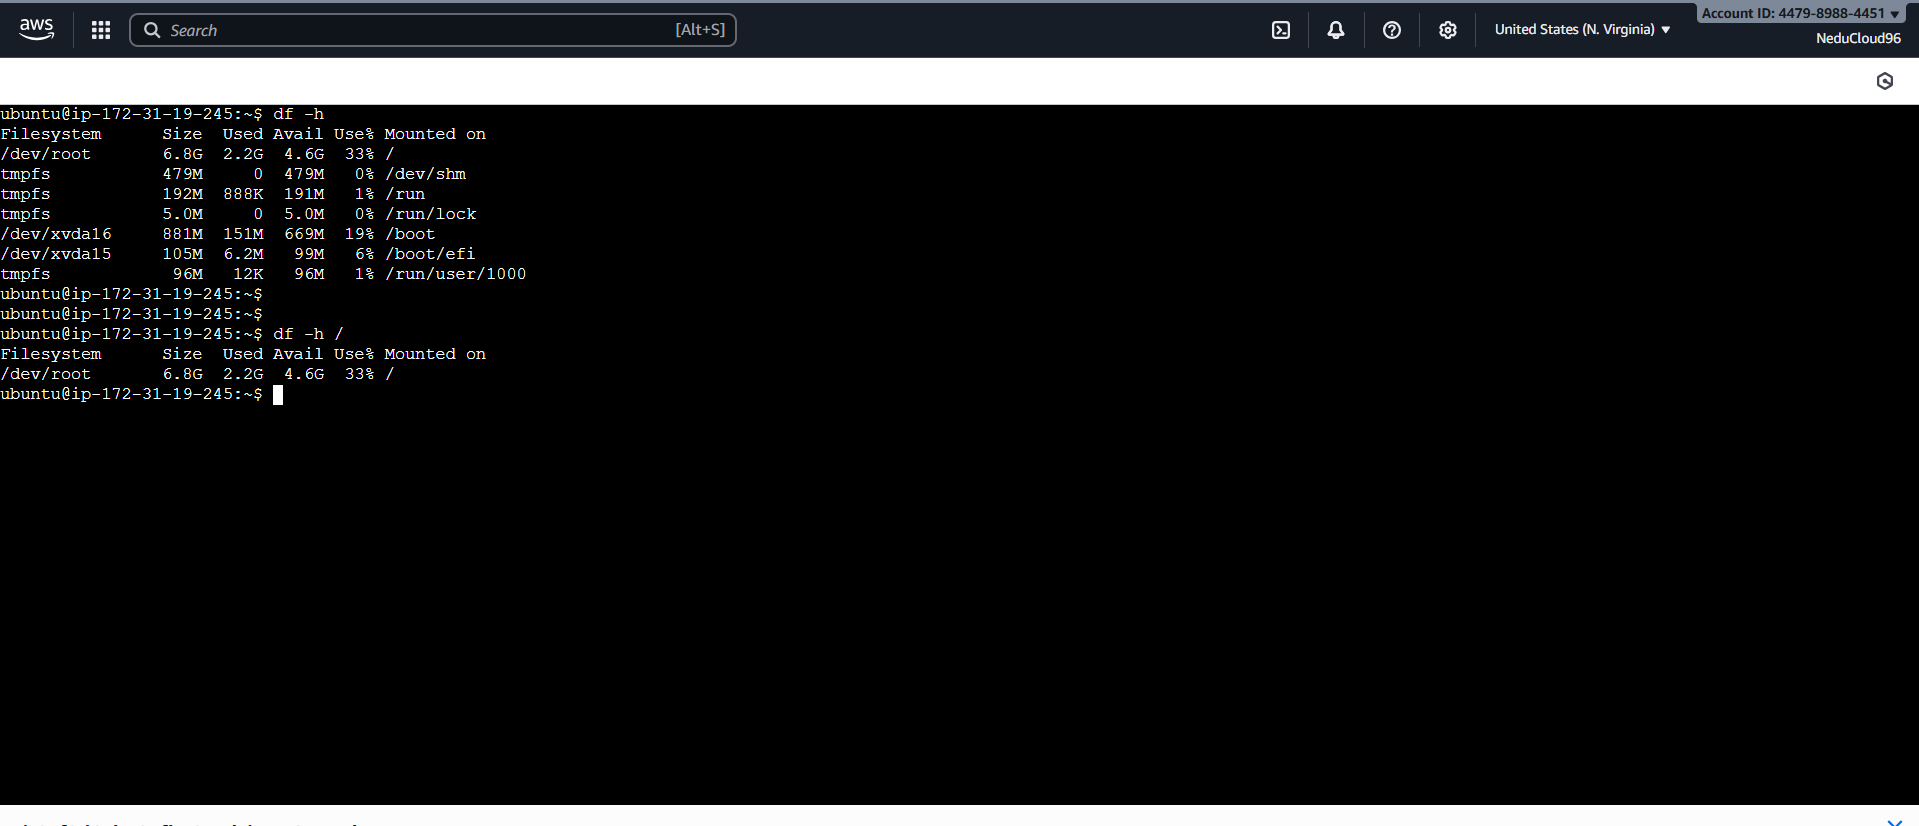 aws
Search [Alt+S]
United States (N. Virginia) ▼
Account ID: 4479-8988-4451 ▼
NeduCloud96
ubuntu@ip-172-31-19-245:~$ df -h
Filesystem      Size  Used Avail Use% Mounted on
/dev/root       6.8G  2.2G  4.6G  33% /
tmpfs           479M     0  479M   0% /dev/shm
tmpfs           192M  888K  191M   1% /run
tmpfs           5.0M     0  5.0M   0% /run/lock
/dev/xvda16     881M  151M  669M  19% /boot
/dev/xvda15     105M  6.2M   99M   6% /boot/efi
tmpfs            96M   12K   96M   1% /run/user/1000
ubuntu@ip-172-31-19-245:~$
ubuntu@ip-172-31-19-245:~$
ubuntu@ip-172-31-19-245:~$ df -h /
Filesystem      Size  Used Avail Use% Mounted on
/dev/root       6.8G  2.2G  4.6G  33% /
ubuntu@ip-172-31-19-245:~$